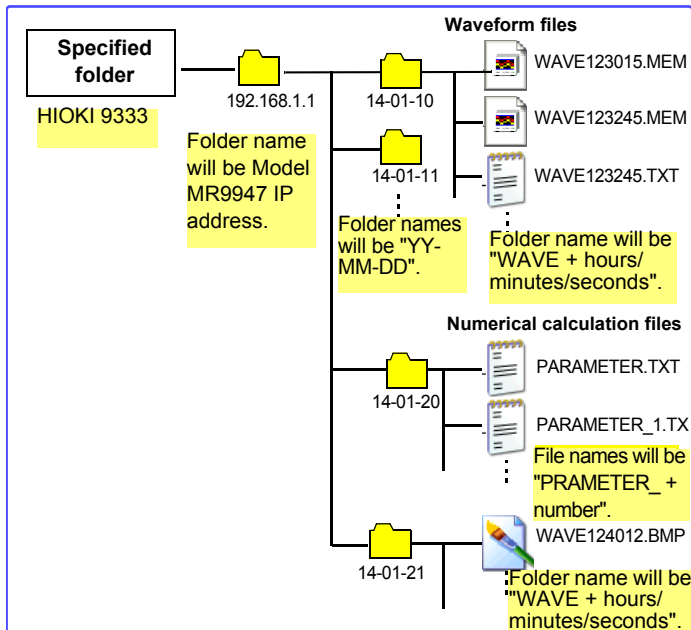 Waveform files
Specified
folder
HIOKI 9333
192.168.1.1
Folder name
will be Model
MR9947 IP
address.
14-01-10
14-01-11
Folder names
will be "YY-
MM-DD".
WAVE123015.MEM
WAVE123245.MEM
WAVE123245.TXT
Folder name will be
"WAVE + hours/
minutes/seconds".
Numerical calculation files
14-01-20
PARAMETER.TXT
PARAMETER_1.TX
File names will be
"PRAMETER_ +
number".
14-01-21
WAVE124012.BMP
Folder name will be
"WAVE + hours/
minutes/seconds".